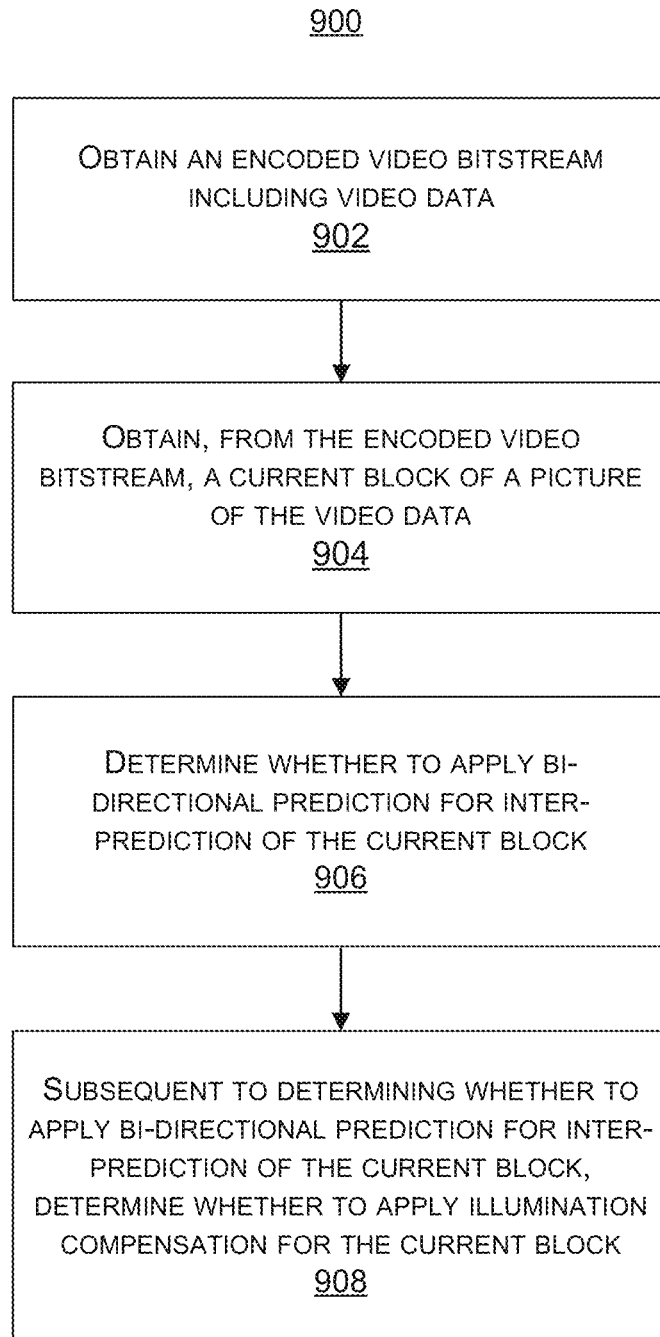 900
OBTAIN AN ENCODED VIDEO BITSTREAM
INCLUDING VIDEO DATA
902
OBTAIN, FROM THE ENCODED VIDEO
BITSTREAM, A CURRENT BLOCK OF A PICTURE
OF THE VIDEO DATA
904
DETERMINE WHETHER TO APPLY BI-
DIRECTIONAL PREDICTION FOR INTER-
PREDICTION OF THE CURRENT BLOCK
906
SUBSEQUENT TO DETERMINING WHETHER TO
APPLY BI-DIRECTIONAL PREDICTION FOR INTER-
PREDICTION OF THE CURRENT BLOCK,
DETERMINE WHETHER TO APPLY ILLUMINATION
COMPENSATION FOR THE CURRENT BLOCK
908